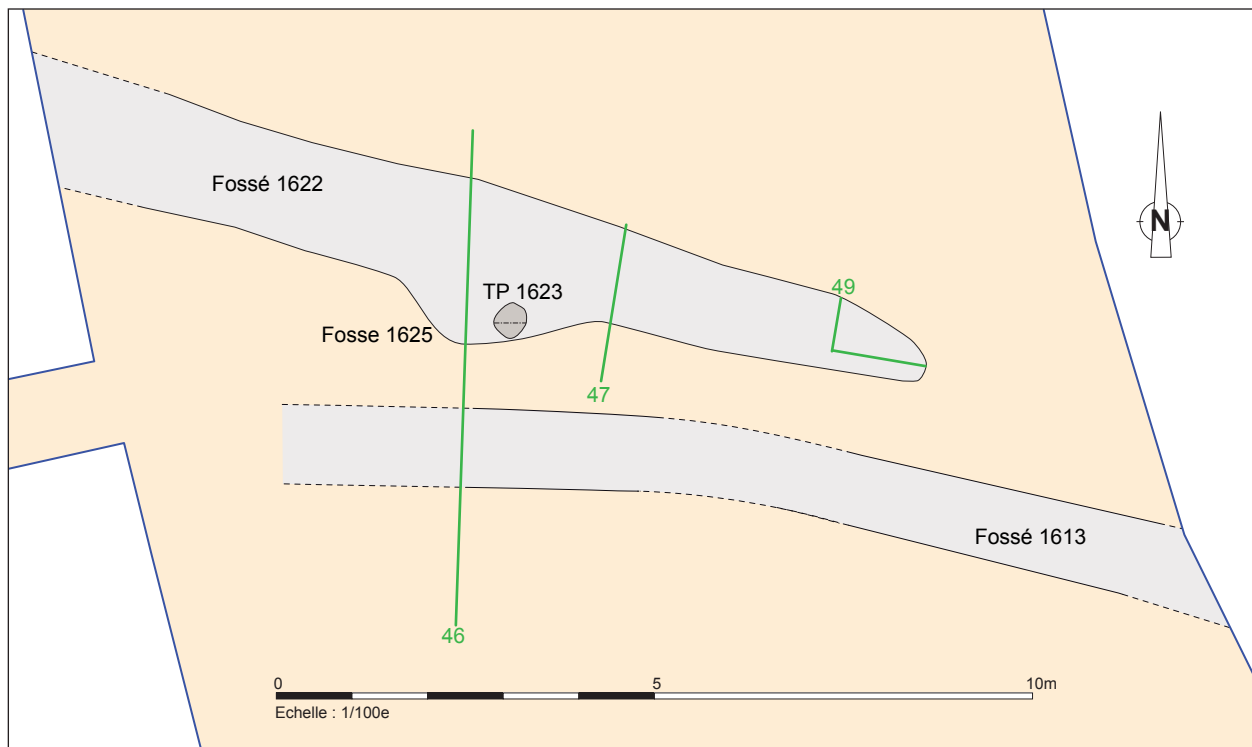 Fossé 1622
N
TP 1623
49
Fosse 1625
47
Fossé 1613
46
0 5 10m
Echelle : 1/100e